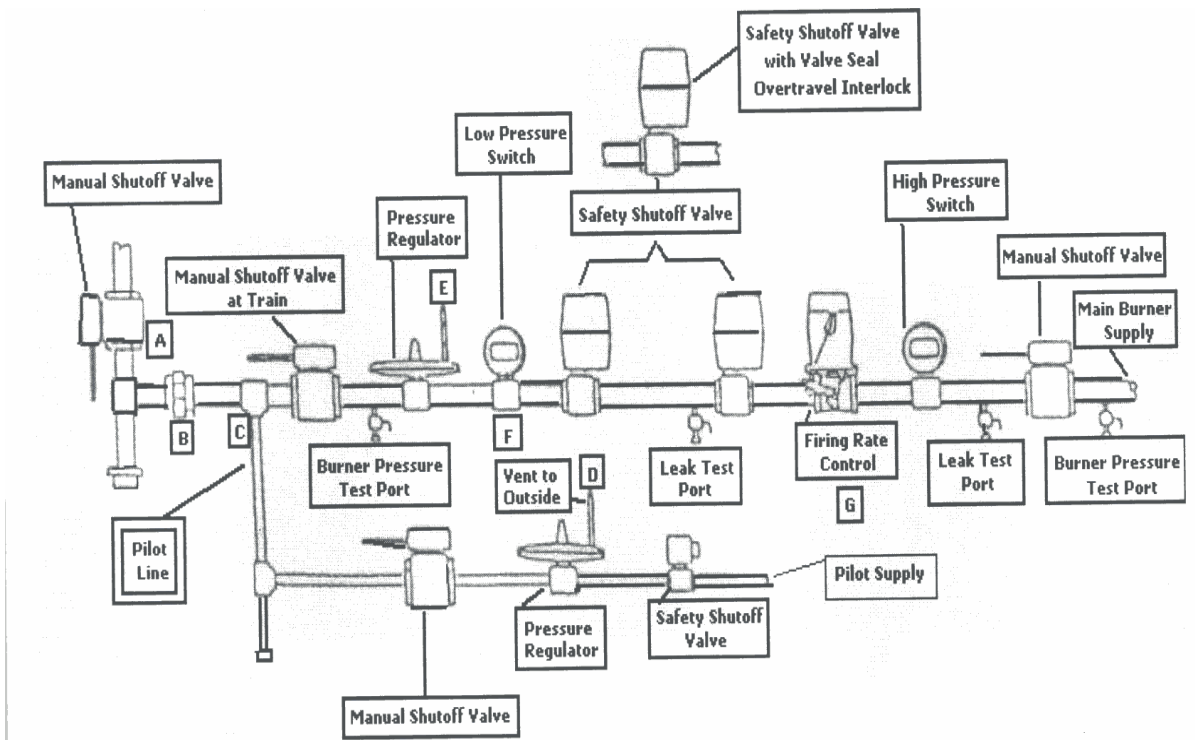 Safety Shutoff Valve
with Valve Seal
Overtravel Interlock
Low Pressure
Switch
Manual Shutoff Valve
Safety Shutoff Valve
High Pressure
Switch
Pressure
Regulator
Manual Shutoff Valve
at Train
Manual Shutoff Valve
E
Main Burner
Supply
A
B
C
F
Burner Pressure
Test Port
Vent to
Outside
D
Leak Test
Port
Firing Rate
Control
G
Leak Test
Port
Burner Pressure
Test Port
Pilot
Line
Pilot Supply
Pressure
Regulator
Safety Shutoff
Valve
Manual Shutoff Valve